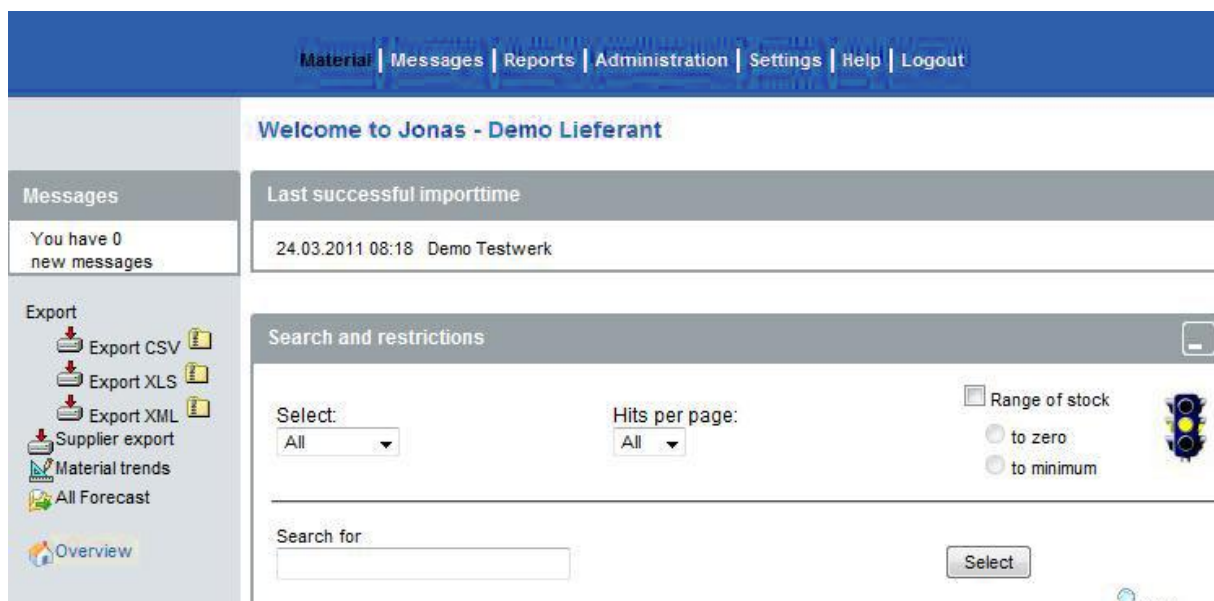 Material | Messages | Reports | Administration | Settings | Help | Logout
Welcome to Jonas - Demo Lieferant
Messages
You have 0
new messages
Last successful importtime
24.03.2011 08:18 Demo Testwerk
Export
Export CSV
Export XLS
Export XML
Supplier export
Material trends
All Forecast
Overview
Search and restrictions
Select:
All
Hits per page:
All
Range of stock
to zero
to minimum
Search for
Select